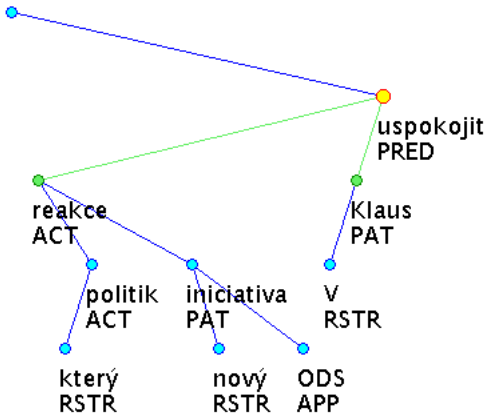 uspokojit
PRED
reakce
ACT
Klaus
PAT
politik
ACT
iniciativa
PAT
V
RSTR
který
RSTR
nový
RSTR
ODS
APP